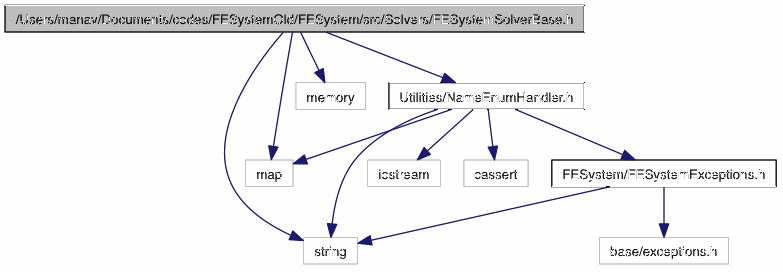 /Users/manav/Documents/codes/FESystemOld/FESystem/src/Solvers/FESystemSolverBase.h
memory
Utilities/NameEnumHandler.h
map
iostream
cassert
FESystem/FESystemExceptions.h
string
base/exceptions.h